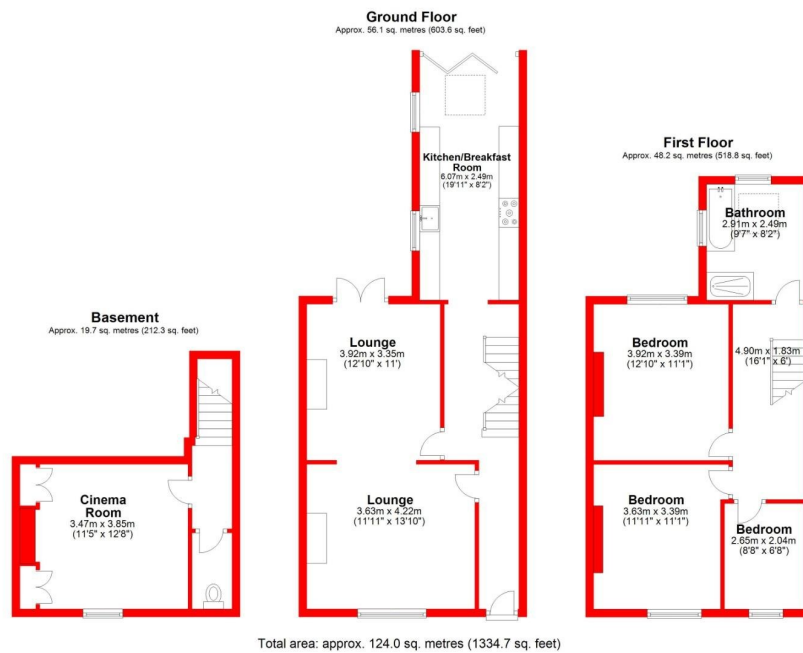 Ground Floor
Approx. 56.1 sq. metres (603.6 sq. feet)
Kitchen/Breakfast
Room
6.07m x 2.49m
(19'11" x 8'2")
Lounge
3.92m x 3.35m
(12'10" x 11')
Lounge
3.63m x 4.22m
(11'11" x 13'10")
First Floor
Approx. 48.2 sq. metres (518.8 sq. feet)
Bathroom
2.91m x 2.49m
(9'7" x 8'2")
Bedroom
3.92m x 3.39m
(12'10" x 11'1")
4.90m x 1.83m
(16'1" x 6')
Bedroom
3.63m x 3.39m
(11'11" x 11'1")
Bedroom
2.65m x 2.04m
(8'8" x 6'8")
Basement
Approx. 19.7 sq. metres (212.3 sq. feet)
Cinema
Room
3.47m x 3.85m
(11'5" x 12'8")
Total area: approx. 124.0 sq. metres (1334.7 sq. feet)